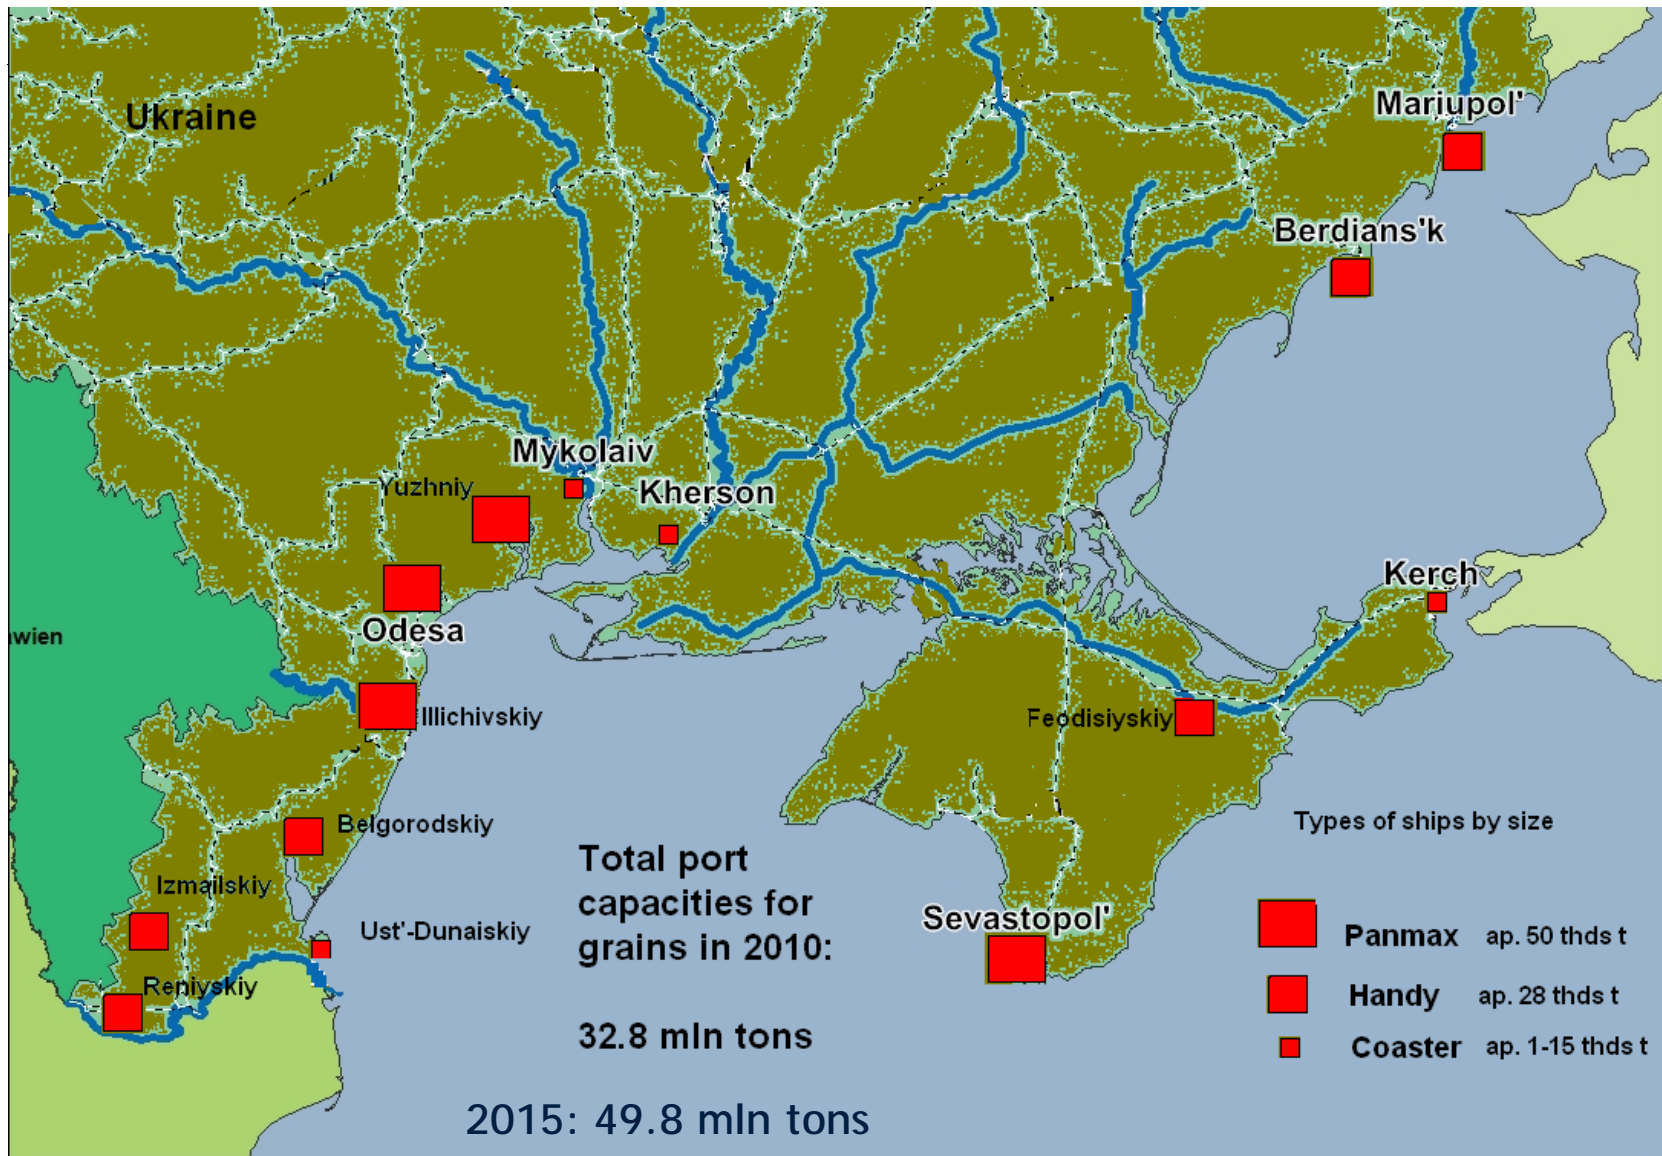 Ukraine
Mariupol'
Berdians'k
Mykolaiv
Yuzhniy
Kherson
Kerch
Odesa
awien
Illichivskiy
Feodisiyskiy
Belgorodskiy
Types of ships by size
Total port
capacities for
grains in 2010:
32.8 mln tons
Izmailskiy
Ust'-Dunaiskiy
Sevastopol'
Reniyskiy
Panmax ap. 50 thds t
Handy ap. 28 thds t
Coaster ap. 1-15 thds t
2015: 49.8 mln tons